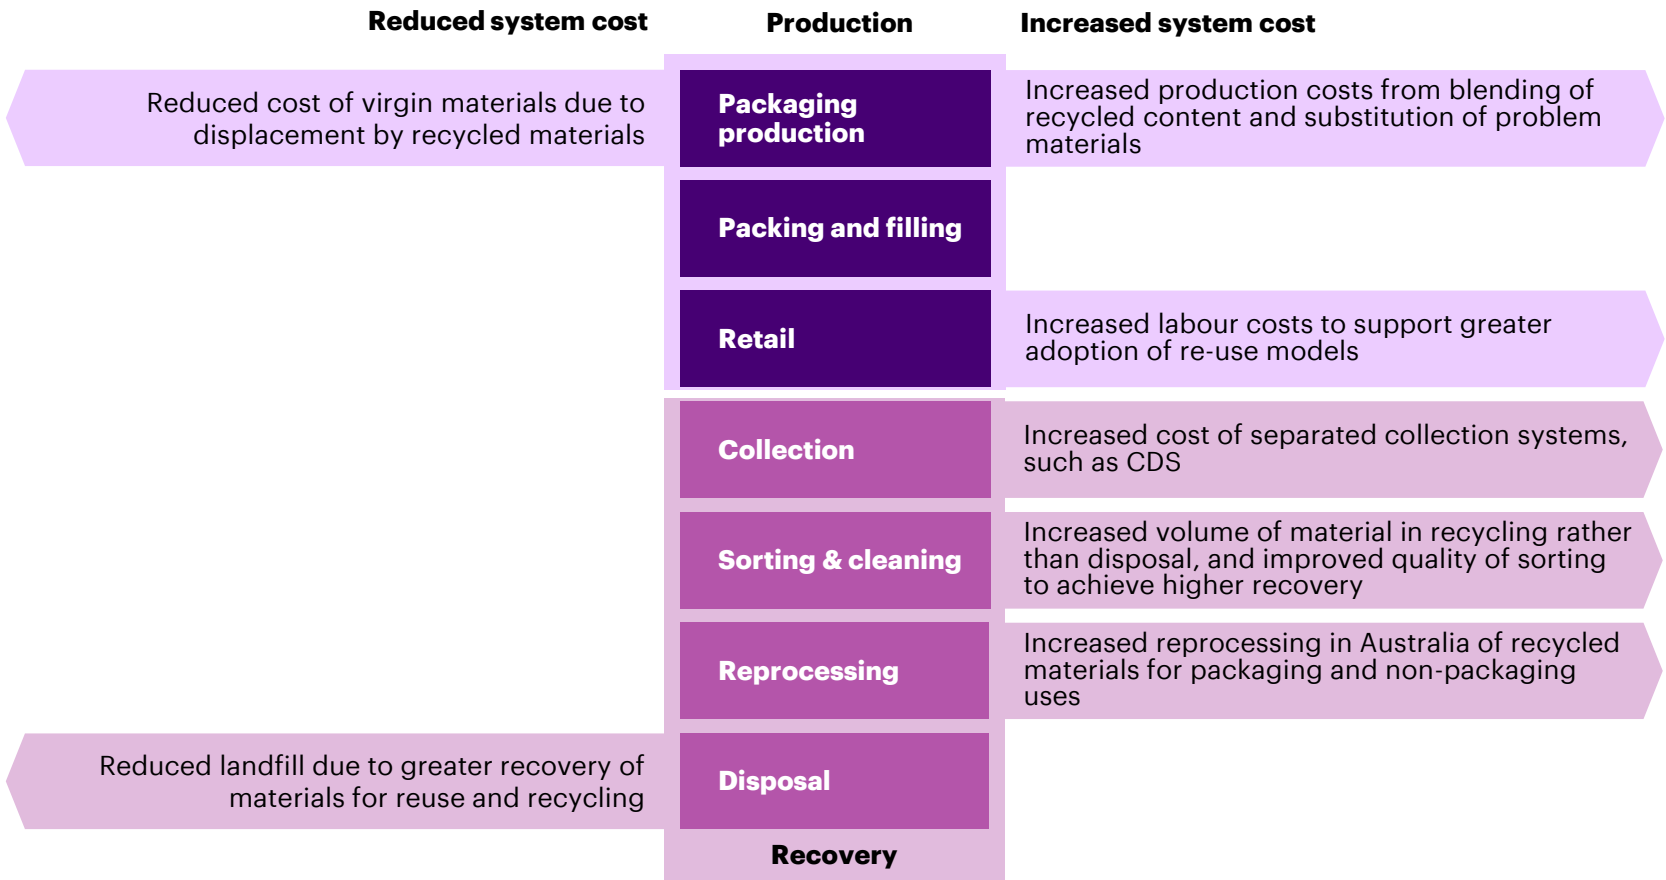 Reduced system cost
Production
Increased system cost
Reduced cost of virgin materials due to
displacement by recycled materials
Packaging
production
Increased production costs from blending of
recycled content and substitution of problem
materials
Packing and filling
Retail
Increased labour costs to support greater
adoption of re-use models
Collection
Increased cost of separated collection systems,
such as CDS
Sorting & cleaning
Increased volume of material in recycling rather
than disposal, and improved quality of sorting
to achieve higher recovery
Reprocessing
Increased reprocessing in Australia of recycled
materials for packaging and non-packaging
uses
Reduced landfill due to greater recovery of
materials for reuse and recycling
Disposal
Recovery